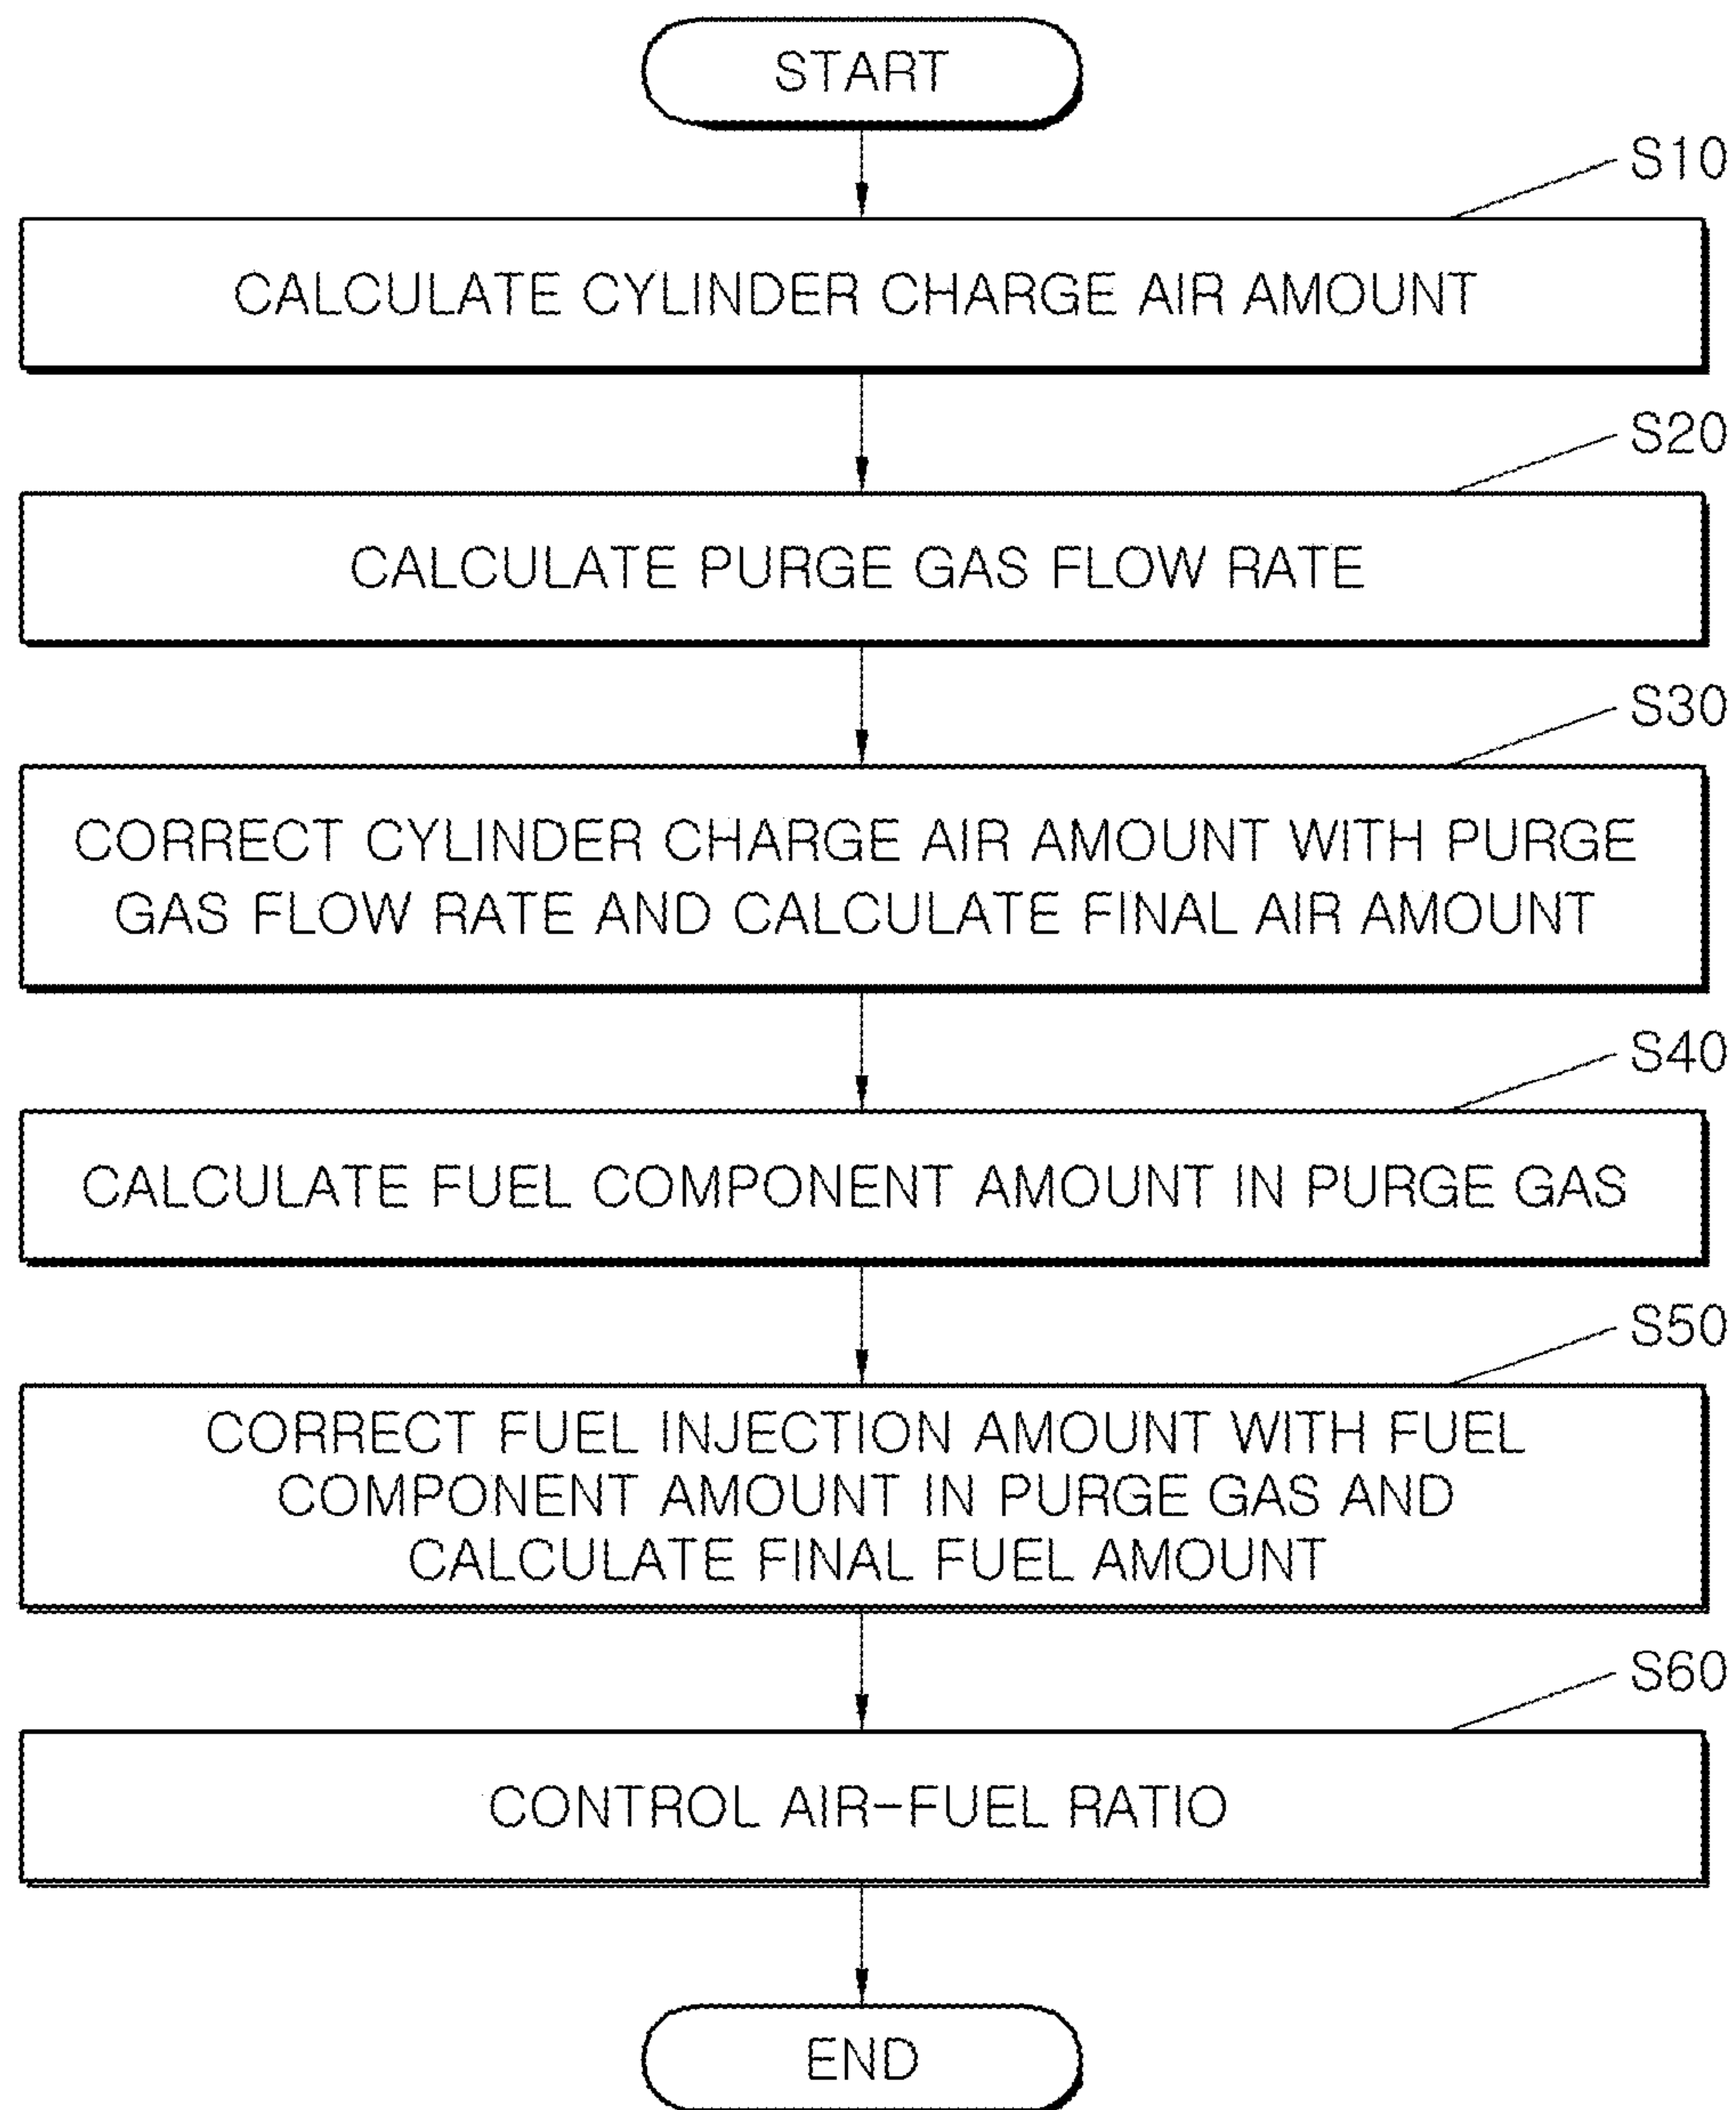 START
S10
CALCULATE CYLINDER CHARGE AIR AMOUNT
S20
CALCULATE PURGE GAS FLOW RATE
S30
CORRECT CYLINDER CHARGE AIR AMOUNT WITH PURGE
GAS FLOW RATE AND CALCULATE FINAL AIR AMOUNT
S40
CALCULATE FUEL COMPONENT AMOUNT IN PURGE GAS
S50
CORRECT FUEL INJECTION AMOUNT WITH FUEL
COMPONENT AMOUNT IN PURGE GAS AND
CALCULATE FINAL FUEL AMOUNT
S60
CONTROL AIR-FUEL RATIO
END